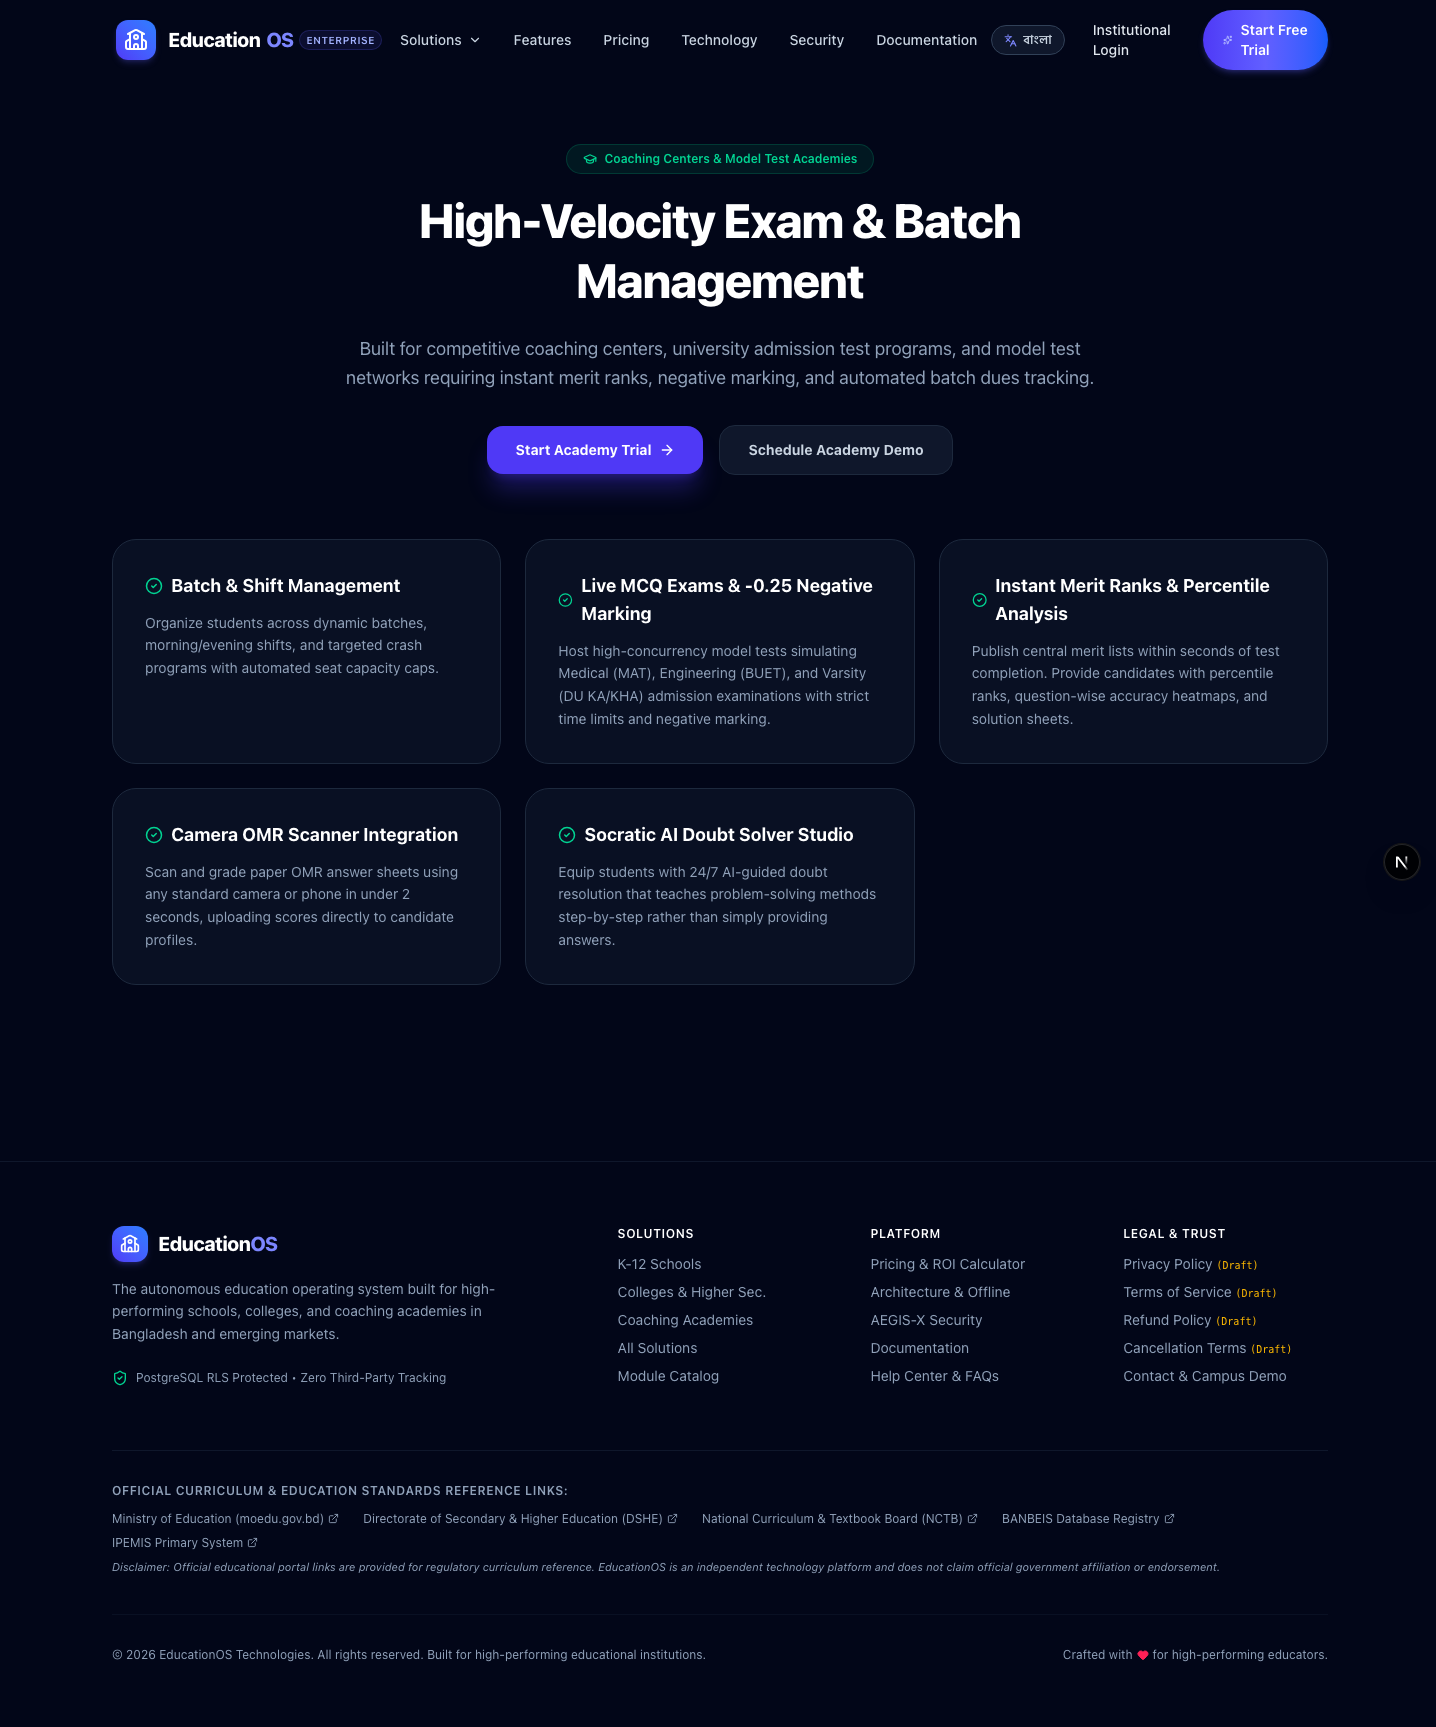 Education OS ENTERPRISE Solutions Features Pricing Technology Security Documentation বাংলা Institutional Login Start Free Trial
Coaching Centers & Model Test Academies
High-Velocity Exam & Batch
Management
Built for competitive coaching centers, university admission test programs, and model test
networks requiring instant merit ranks, negative marking, and automated batch dues tracking.
Start Academy Trial
Schedule Academy Demo
Batch & Shift Management
Organize students across dynamic batches,
morning/evening shifts, and targeted crash
programs with automated seat capacity caps.
Live MCQ Exams & -0.25 Negative
Marking
Host high-concurrency model tests simulating
Medical (MAT), Engineering (BUET), and Varsity
(DU KA/KHA) admission examinations with strict
time limits and negative marking.
Instant Merit Ranks & Percentile
Analysis
Publish central merit lists within seconds of test
completion. Provide candidates with percentile
ranks, question-wise accuracy heatmaps, and
solution sheets.
Camera OMR Scanner Integration
Scan and grade paper OMR answer sheets using
any standard camera or phone in under 2
seconds, uploading scores directly to candidate
profiles.
Socratic AI Doubt Solver Studio
Equip students with 24/7 AI-guided doubt
resolution that teaches problem-solving methods
step-by-step rather than simply providing
answers.
N
EducationOS
The autonomous education operating system built for high-
performing schools, colleges, and coaching academies in
Bangladesh and emerging markets.
PostgreSQL RLS Protected • Zero Third-Party Tracking
SOLUTIONS
K-12 Schools
Colleges & Higher Sec.
Coaching Academies
All Solutions
Module Catalog
PLATFORM
Pricing & ROI Calculator
Architecture & Offline
AEGIS-X Security
Documentation
Help Center & FAQs
LEGAL & TRUST
Privacy Policy (Draft)
Terms of Service (Draft)
Refund Policy (Draft)
Cancellation Terms (Draft)
Contact & Campus Demo
OFFICIAL CURRICULUM & EDUCATION STANDARDS REFERENCE LINKS:
Ministry of Education (moedu.gov.bd) Directorate of Secondary & Higher Education (DSHE) National Curriculum & Textbook Board (NCTB) BANBEIS Database Registry
IPEMIS Primary System
Disclaimer: Official educational portal links are provided for regulatory curriculum reference. EducationOS is an independent technology platform and does not claim official government affiliation or endorsement.
© 2026 EducationOS Technologies. All rights reserved. Built for high-performing educational institutions.
Crafted with ❤ for high-performing educators.